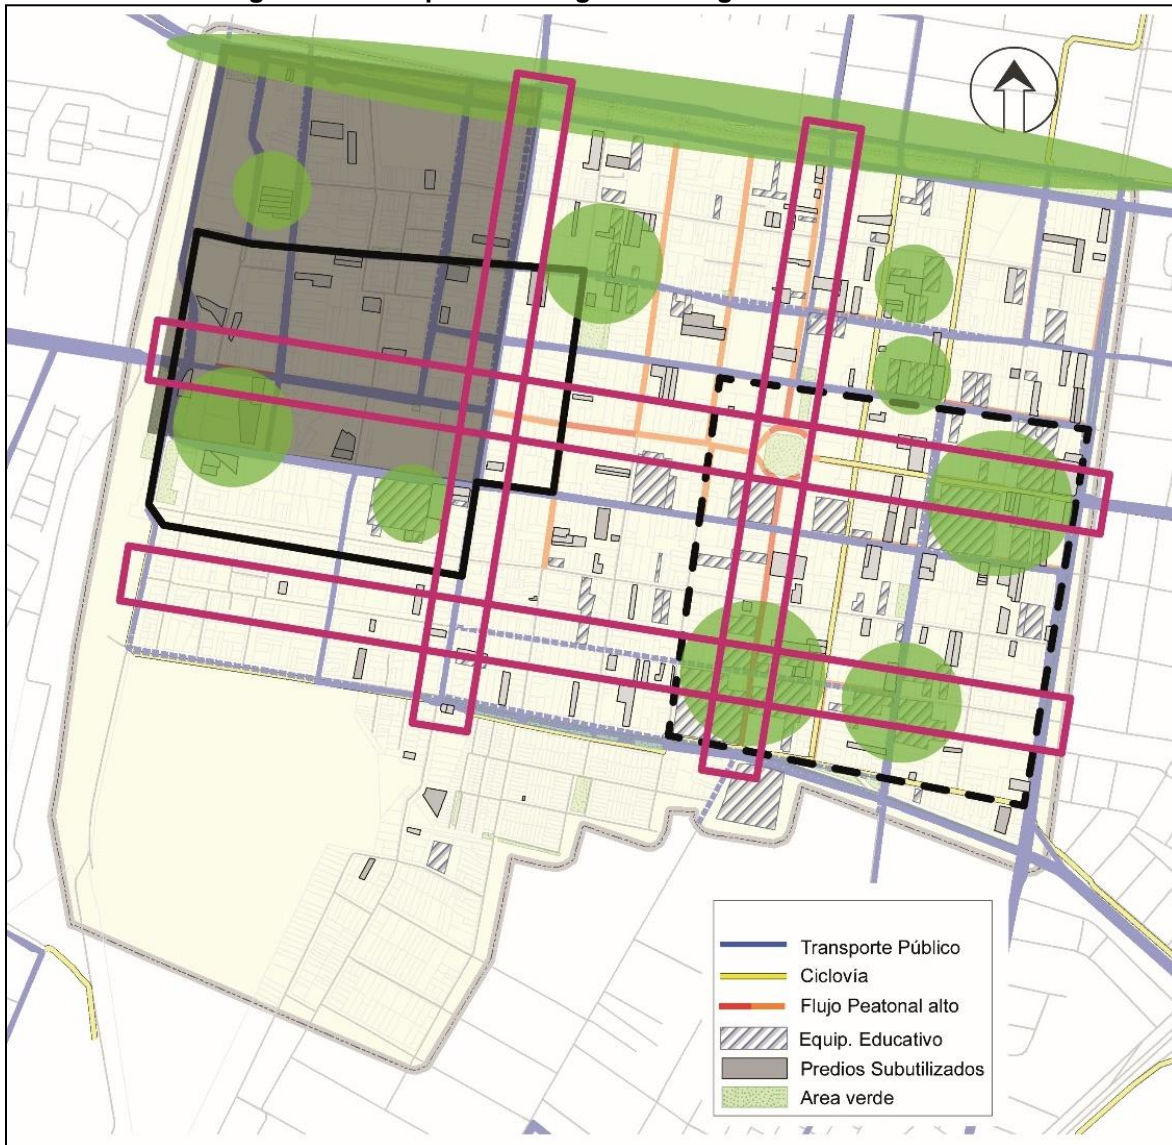 Transporte Público
Ciclovía
Flujo Peatonal alto
Equip. Educativo
Predios Subutilizados
Area verde